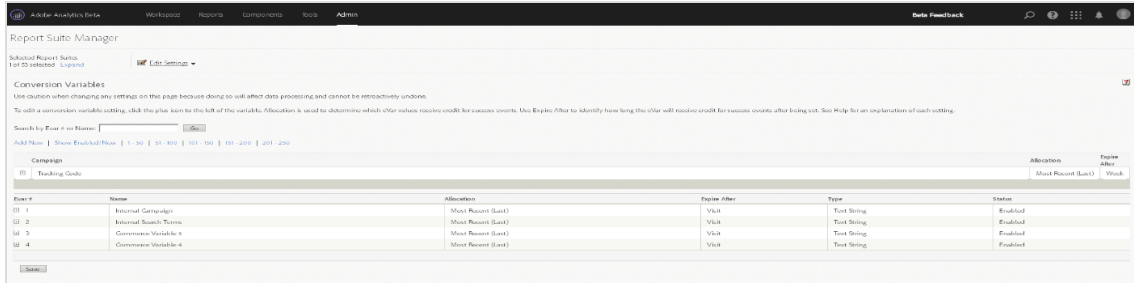 Adobe Analytics Beta Workspace Reports Components Tools Admin Beta Feedback
Report Suite Manager
Selected Report Suites
1 of 53 selected Expand Edit Settings
Conversion Variables
Use caution when changing any settings on this page because doing so will affect data processing and cannot be retroactively undone.
To edit a conversion variable setting, click the plus icon to the left of the variable. Allocation is used to determine which eVar values receive credit for success events. Use Expire After to identify how long the eVar will receive credit for success events after being set. See Help for an explanation of each setting.
Search by Evar # or Name: Go
Add New | Show Enabled/New | 1 - 50 | 51 - 100 | 101 - 150 | 151 - 200 | 201 - 250
Campaign Allocation Expire After
Tracking Code Most Recent (Last) Week
Evar # Name Allocation Expire After Type Status
1 Internal Campaign Most Recent (Last) Visit Text String Enabled
2 Internal Search Terms Most Recent (Last) Visit Text String Enabled
3 Commerce Variable Most Recent (Last) Visit Text String Enabled
4 Commerce Variable 4 Most Recent (Last) Visit Text String Enabled
Save